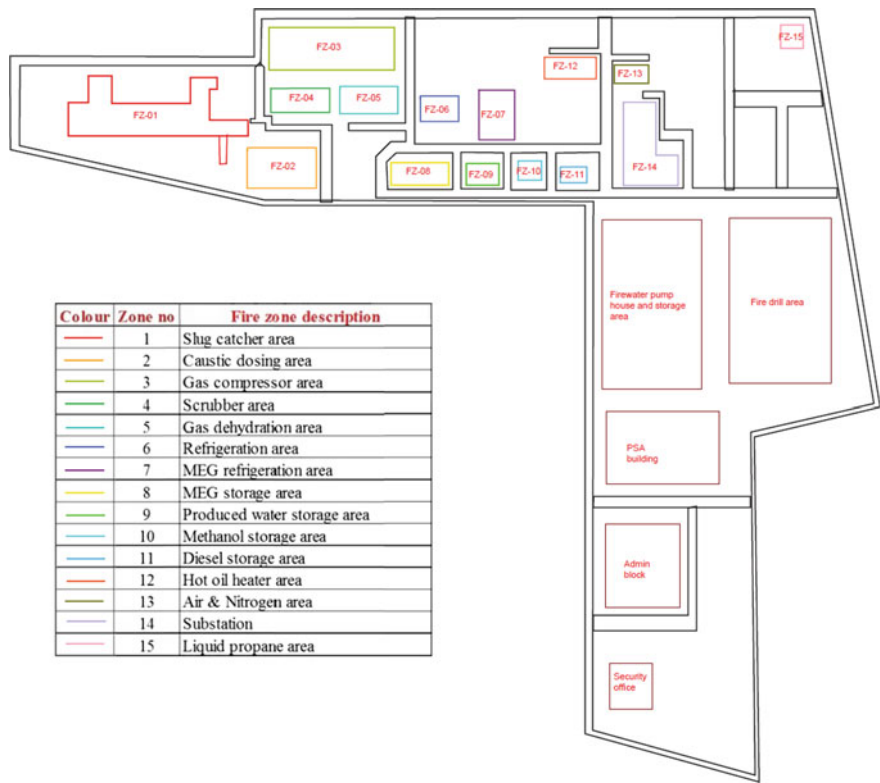 FZ-03
FZ-15
FZ-12
FZ-13
FZ-04
FZ-05
FZ-06
FZ-07
FZ-01
FZ-02
FZ-08
FZ-09
FZ-10
FZ-11
FZ-14
Firewater pump
house and storage
area
Fire drill area
PSA
building
Admin
block
Security
office
Colour Zone no Fire zone description
1 Slug catcher area
2 Caustic dosing area
3 Gas compressor area
4 Scrubber area
5 Gas dehydration area
6 Refrigeration area
7 MEG refrigeration area
8 MEG storage area
9 Produced water storage area
10 Methanol storage area
11 Diesel storage area
12 Hot oil heater area
13 Air & Nitrogen area
14 Substation
15 Liquid propane area